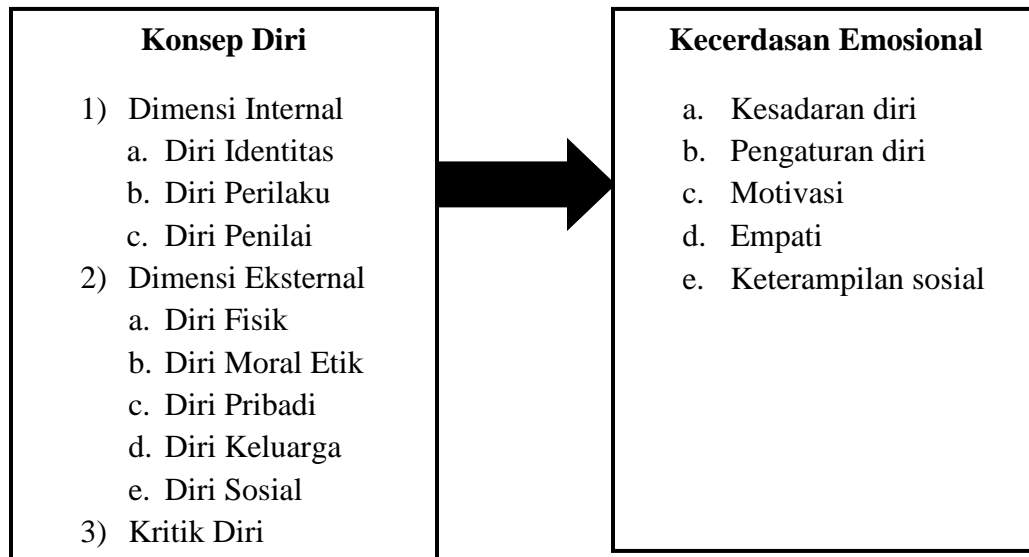 Konsep Diri
1) Dimensi Internal
a. Diri Identitas
b. Diri Perilaku
c. Diri Penilai
2) Dimensi Eksternal
a. Diri Fisik
b. Diri Moral Etik
c. Diri Pribadi
d. Diri Keluarga
e. Diri Sosial
3) Kritik Diri
Kecerdasan Emosional
a. Kesadaran diri
b. Pengaturan diri
c. Motivasi
d. Empati
e. Keterampilan sosial